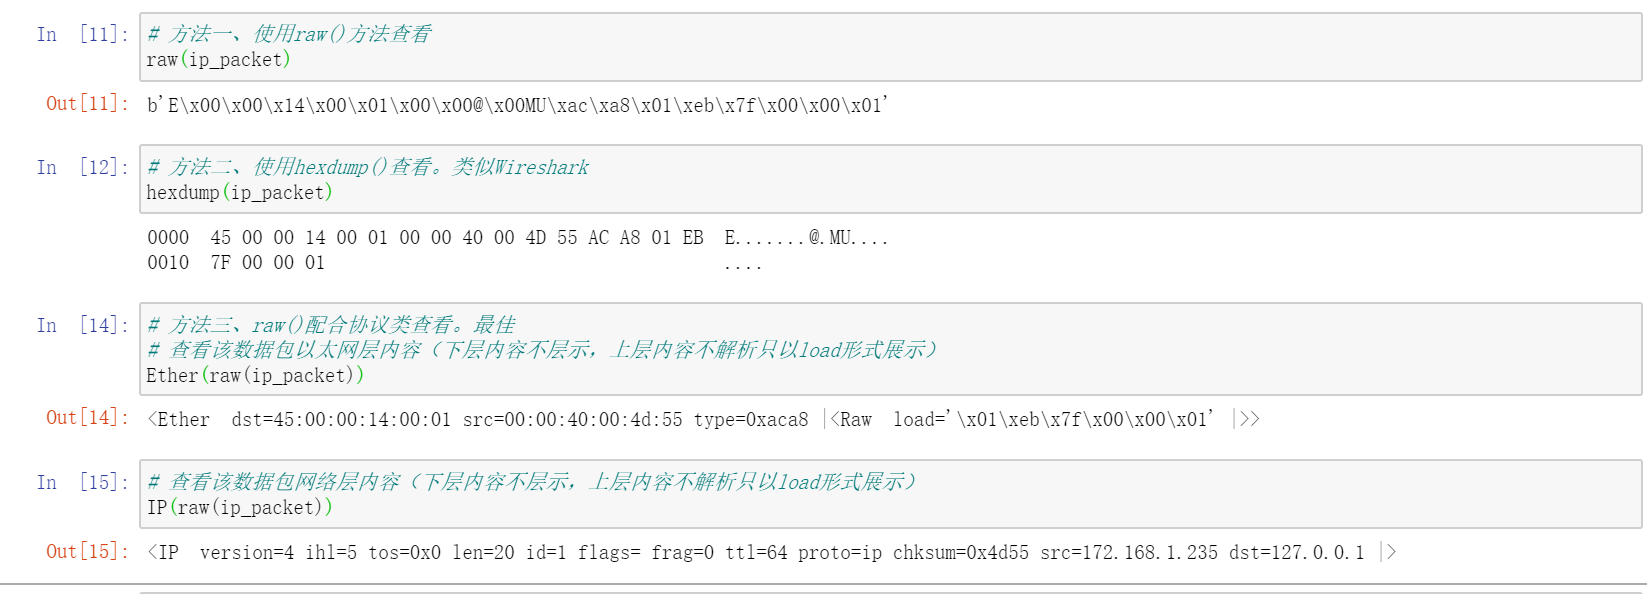 In [11]: # 方法一、使用raw()方法查看
raw(ip_packet)
Out[11]: b'E\x00\x00\x14\x00\x01\x00\x00@\x00MU\xac\xa8\x01\xeb\x7f\x00\x00\x01'
In [12]: # 方法二、使用hexdump()查看。类似Wireshark
hexdump(ip_packet)
0000 45 00 00 14 00 01 00 00 40 00 4D 55 AC A8 01 EB E.......@.MU....
0010 7F 00 00 01 ....
In [14]: # 方法三、raw()配合协议类查看。最佳
# 查看该数据包以太网层内容（下层内容不层示，上层内容不解析只以load形式展示）
Ether(raw(ip_packet))
Out[14]: <Ether dst=45:00:00:14:00:01 src=00:00:40:00:4d:55 type=0xaca8 |<Raw load='\x01\xeb\x7f\x00\x00\x01' |>>
In [15]: # 查看该数据包网络层内容（下层内容不层示，上层内容不解析只以load形式展示）
IP(raw(ip_packet))
Out[15]: <IP version=4 ihl=5 tos=0x0 len=20 id=1 flags= frag=0 ttl=64 proto=ip chksum=0x4d55 src=172.168.1.235 dst=127.0.0.1 |>